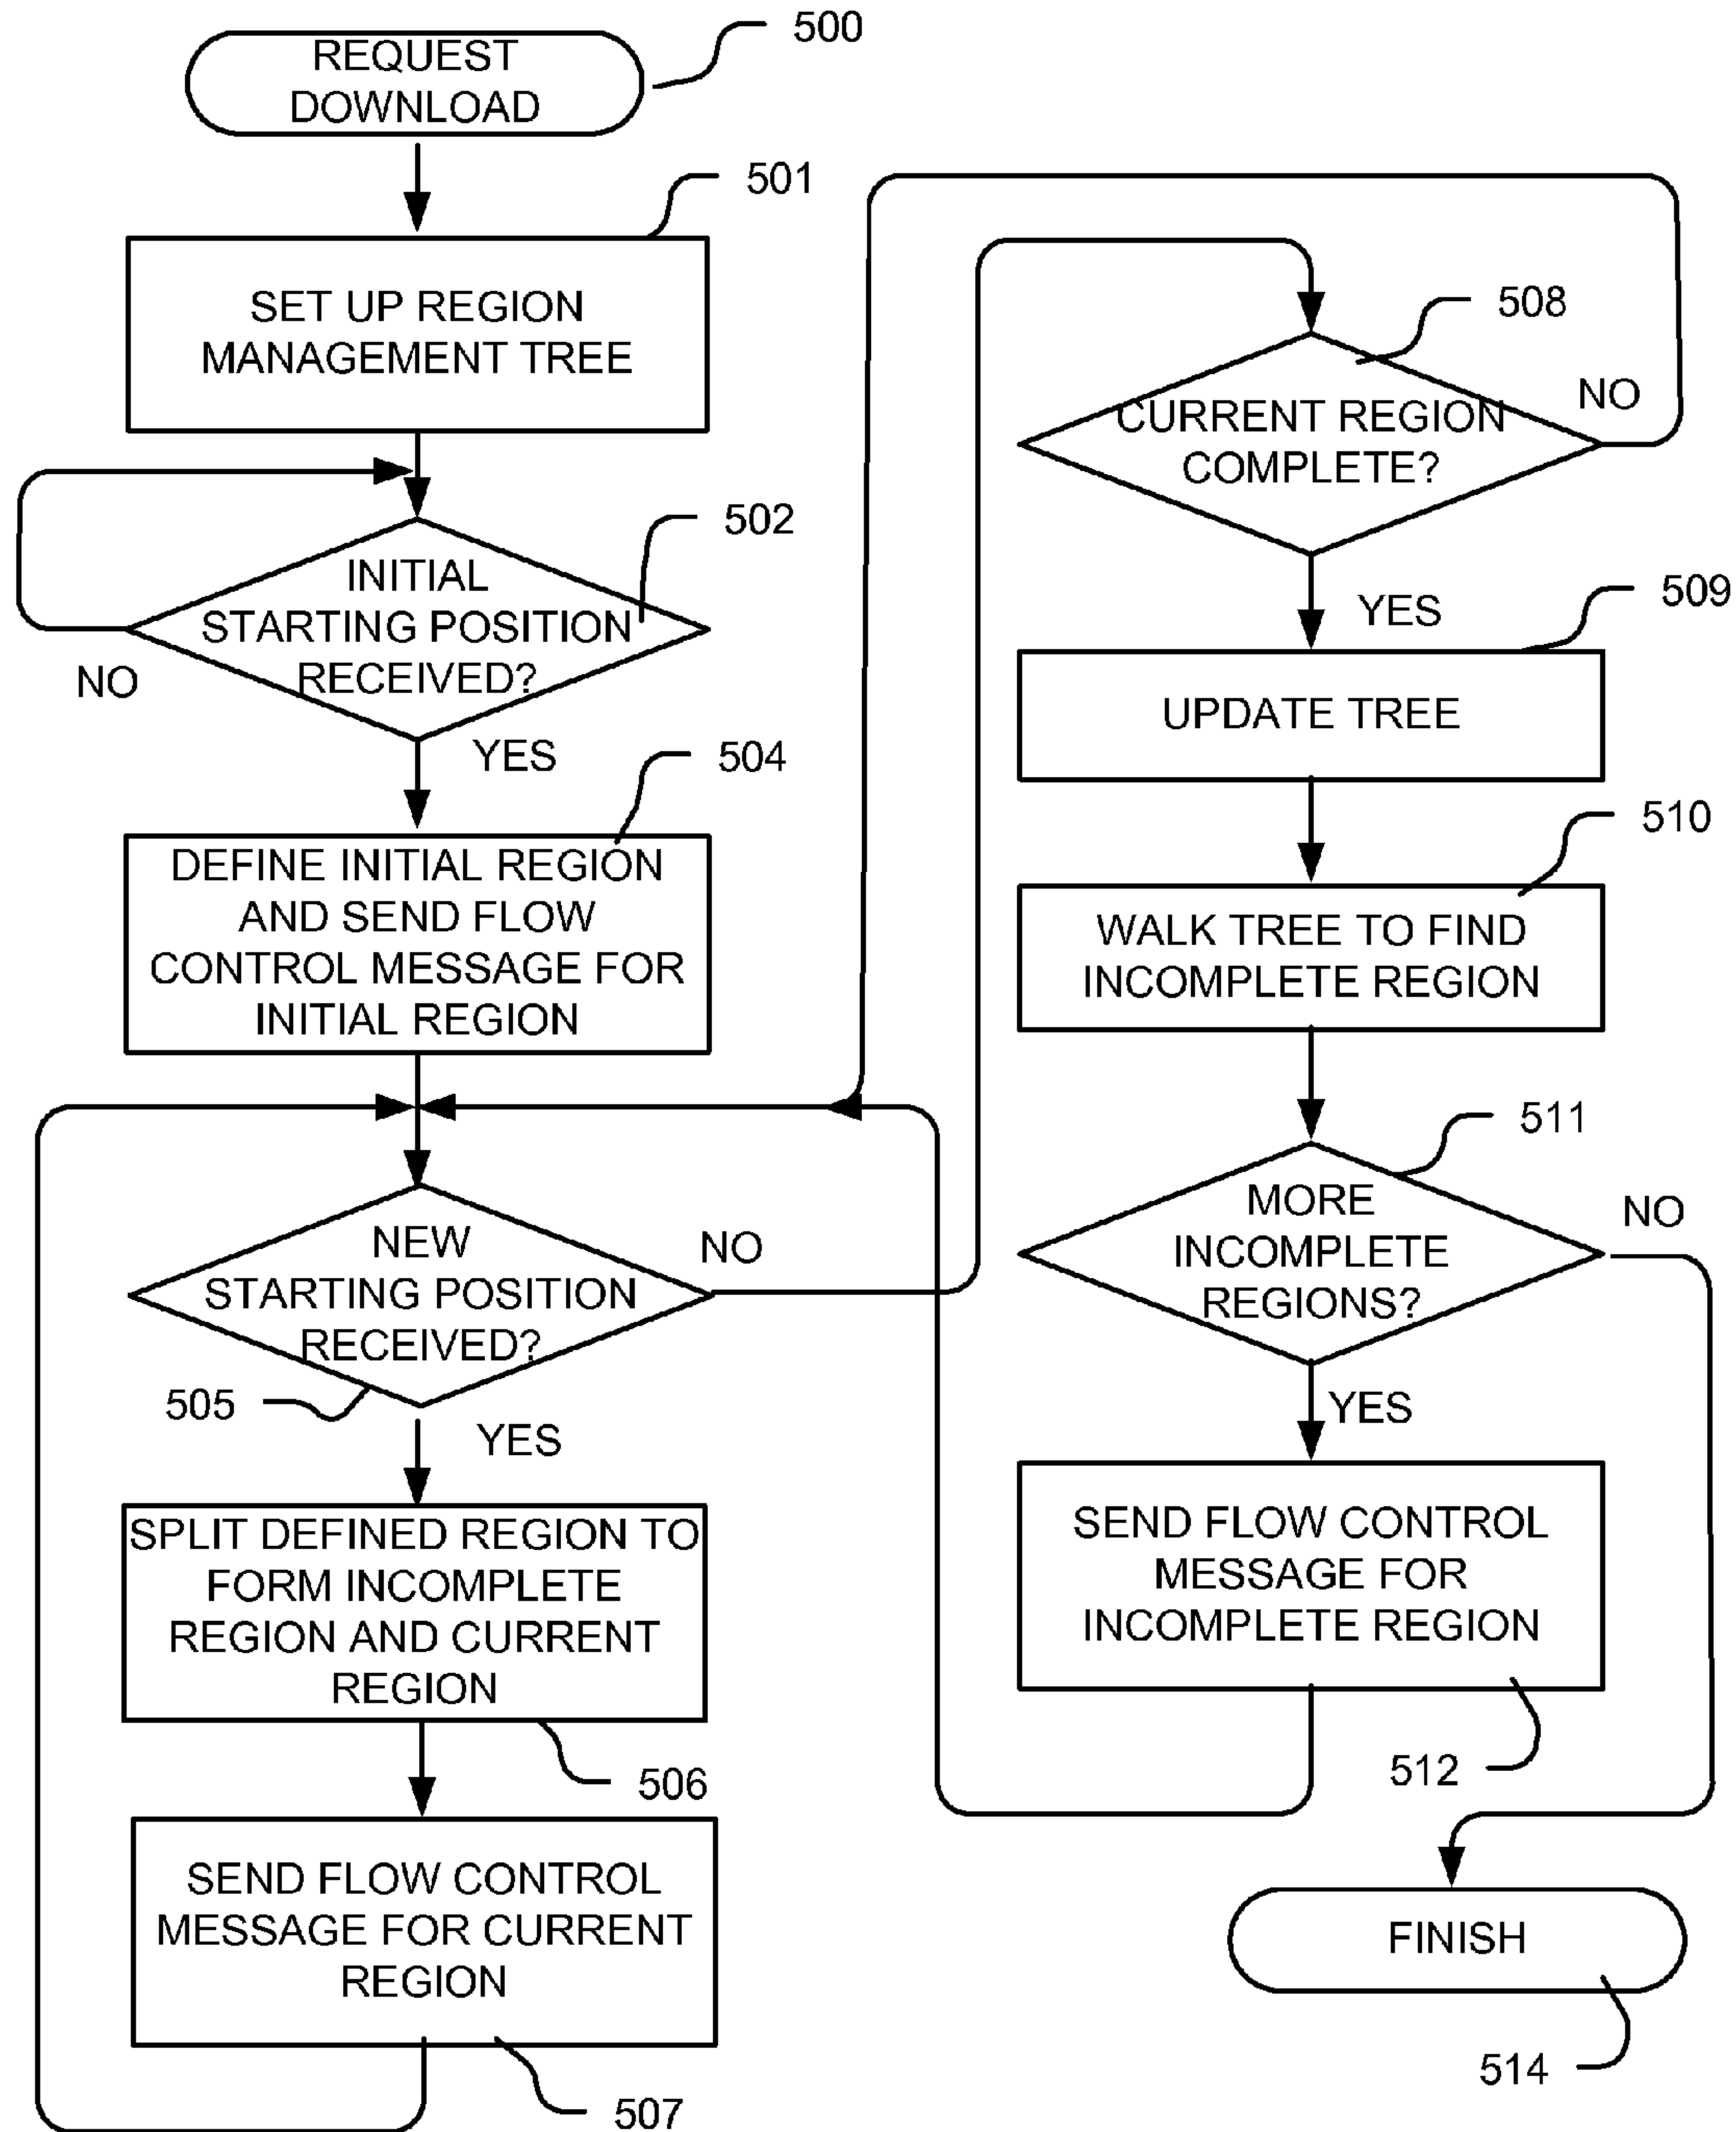 REQUEST
DOWNLOAD
500
SET UP REGION
MANAGEMENT TREE
501
INITIAL
STARTING POSITION
RECEIVED?
502
NO
YES
DEFINE INITIAL REGION
AND SEND FLOW
CONTROL MESSAGE FOR
INITIAL REGION
504
NEW
STARTING POSITION
RECEIVED?
NO
505
YES
SPLIT DEFINED REGION TO
FORM INCOMPLETE
REGION AND CURRENT
REGION
506
SEND FLOW CONTROL
MESSAGE FOR CURRENT
REGION
507
508
CURRENT REGION
COMPLETE?
NO
YES
509
UPDATE TREE
510
WALK TREE TO FIND
INCOMPLETE REGION
511
MORE
INCOMPLETE
REGIONS?
NO
YES
SEND FLOW CONTROL
MESSAGE FOR
INCOMPLETE REGION
512
FINISH
514